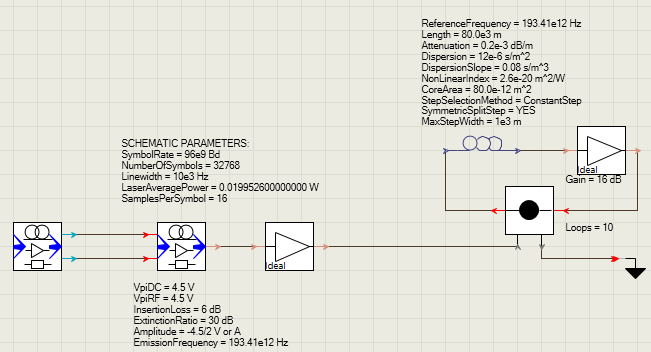 ReferenceFrequency = 193.41e12 Hz
Length = 80.0e3 m
Attenuation = 0.2e-3 dB/m
Dispersion = 12e-6 s/m^2
DispersionSlope = 0.08 s/m^3
NonLinearIndex = 2.6e-20 m^2/W
CoreArea = 80.0e-12 m^2
StepSelectionMethod = ConstantStep
SymmetricSplitStep = YES
MaxStepWidth = 1e3 m
SCHEMATIC PARAMETERS:
SymbolRate = 96e9 Bd
NumberOfSymbols = 32768
Linewidth = 10e3 Hz
LaserAveragePower = 0.019952600000000 W
SamplesPerSymbol = 16
Ideal
Gain = 16 dB
Loops = 10
Ideal
VpiDC = 4.5 V
VpiRF = 4.5 V
InsertionLoss = 6 dB
ExtinctionRatio = 30 dB
Amplitude = -4.5/2 V or A
EmissionFrequency = 193.41e12 Hz